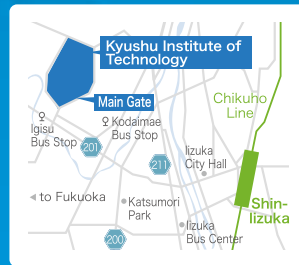 Kyushu Institute of
Technology
Main Gate
Chikuho
Line
Igisu
Bus Stop
Kodaimae
Bus Stop
201
211
Iizuka
City Hall
to Fukuoka
Katsumori
Park
Shin-
Iizuka
200
Iizuka
Bus Center